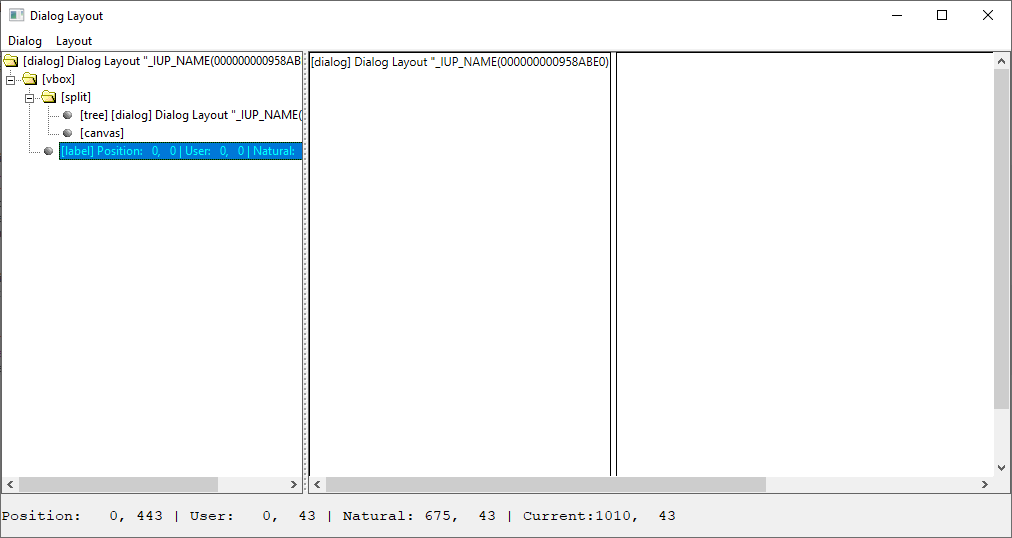 Dialog Layout
Dialog Layout
[dialog] Dialog Layout "_IUP_NAME(000000000958AB
[vbox]
[split]
[tree] [dialog] Dialog Layout "_IUP_NAME(
[canvas]
[label] Position:   0,   0 | User:   0,   0 | Natural:
[dialog] Dialog Layout "_IUP_NAME(000000000958ABE0)
Position:   0, 443 | User:   0,  43 | Natural: 675,  43 | Current:1010,  43